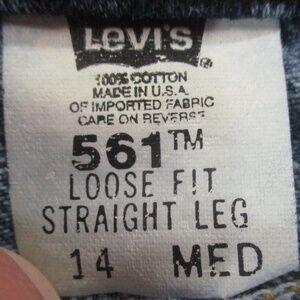 Levi's
100% COTTON
MADE IN U.S.A.
OF IMPORTED FABRIC
CARE ON REVERSE
561™
LOOSE FIT
STRAIGHT LEG
14 MED